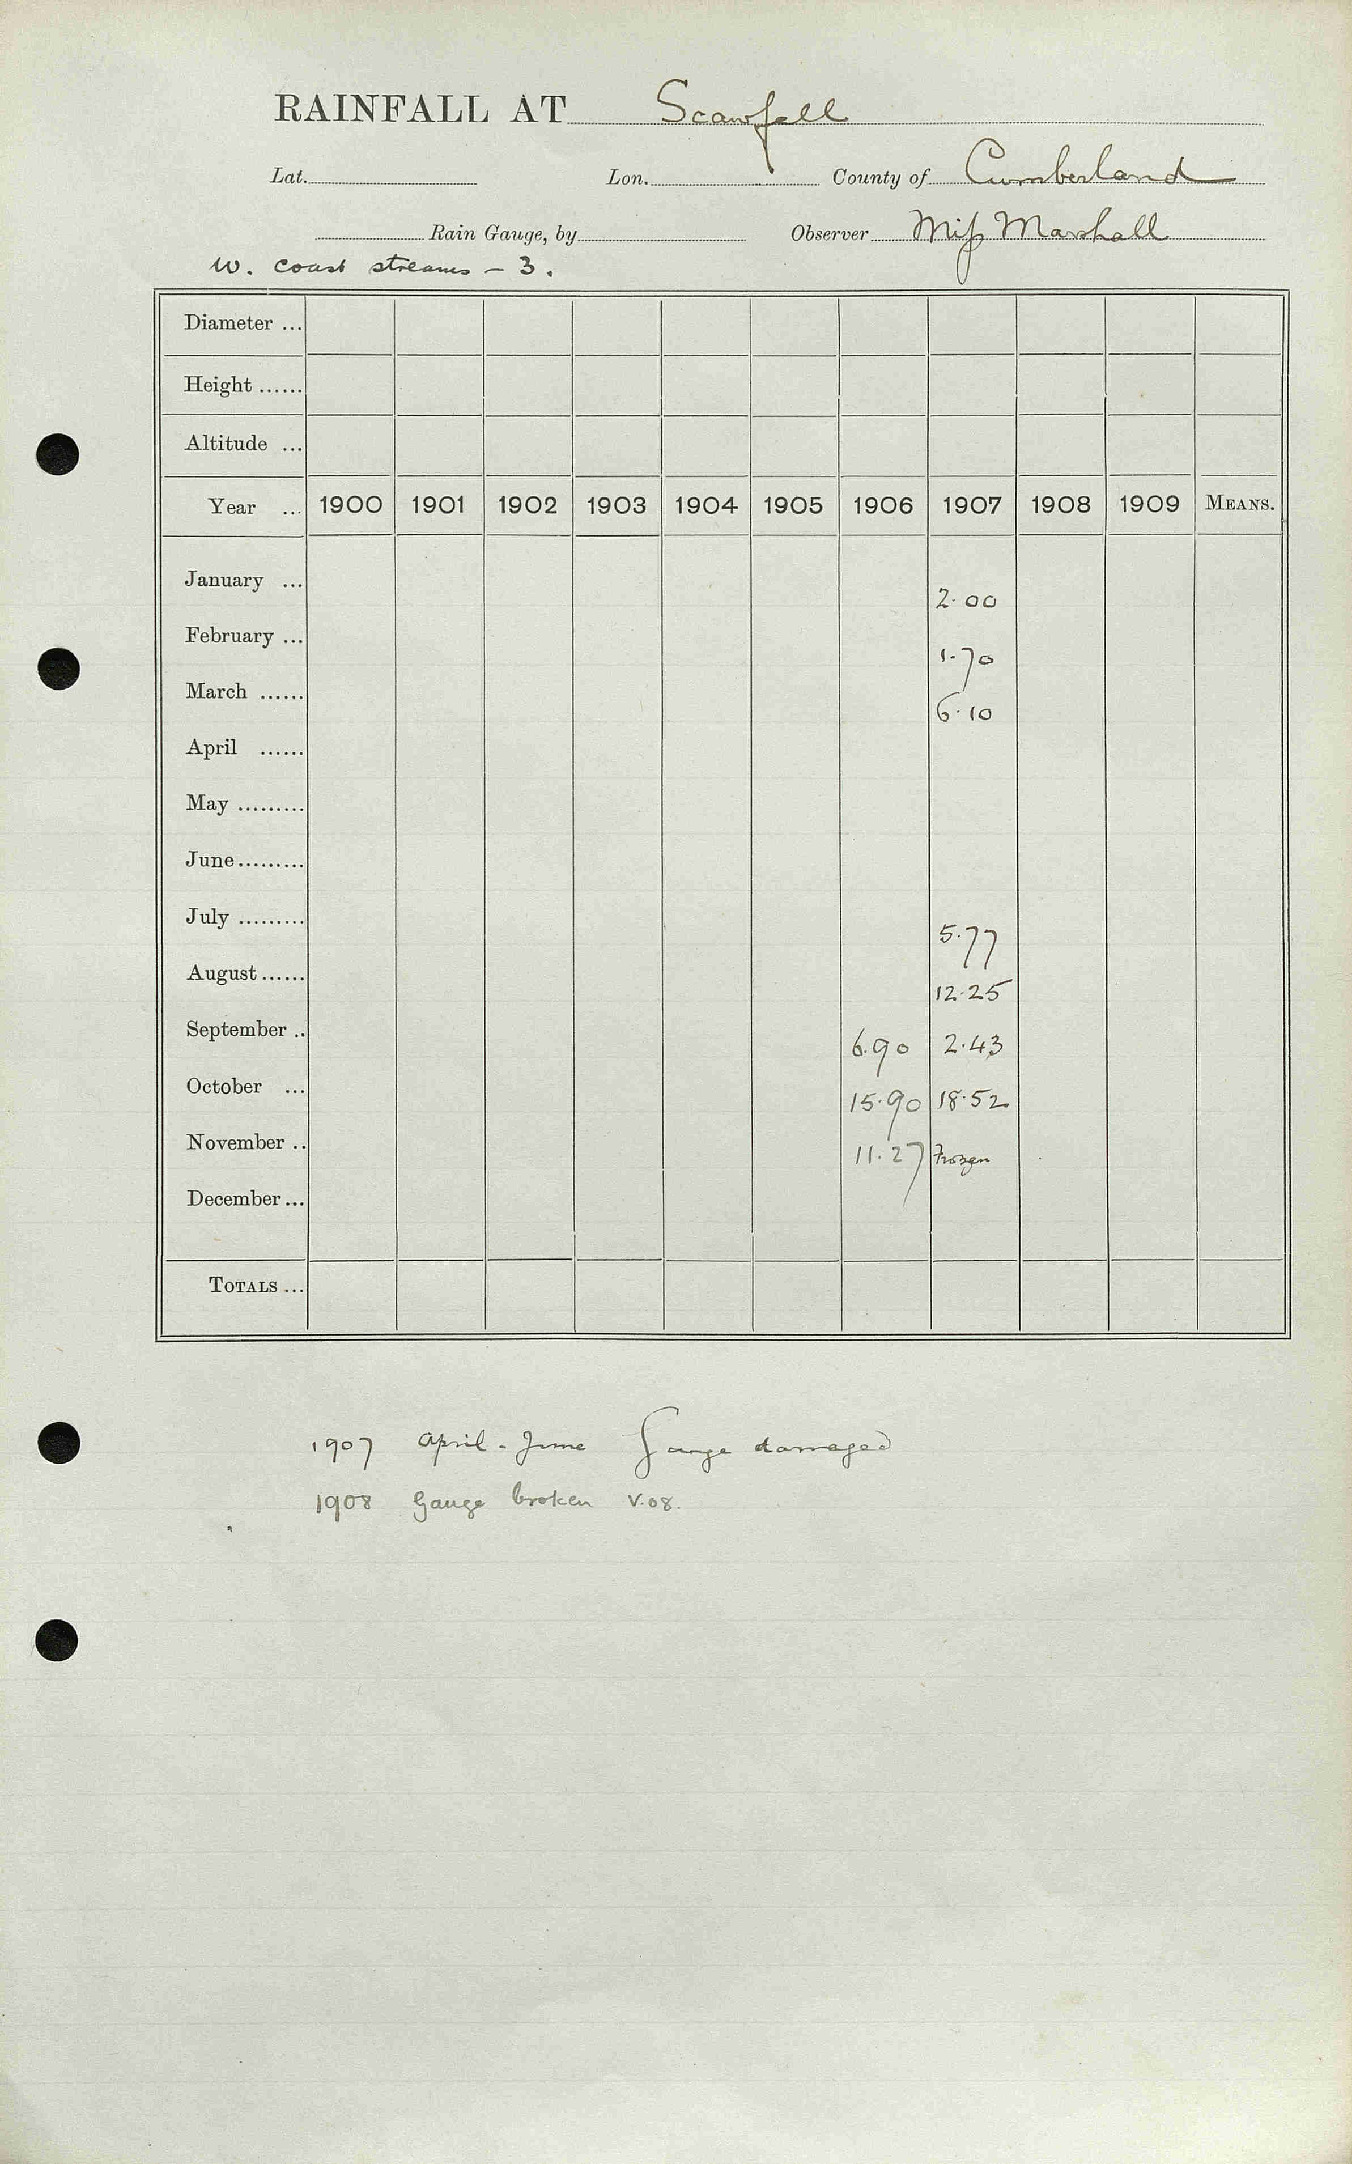 RAINFALL AT Scawfell
Lat. Lon. County of Cumberland
Rain Gauge, by Observer Miſs Marshall
W. coast streams - 3.
Diameter ...
Height ......
Altitude ...
Year ... 1900 1901 1902 1903 1904 1905 1906 1907 1908 1909 MEANS.
January ...
2.00
February ...
1.70
March ......
6.10
April ......
May .........
June.........
July .........
5.77
August......
12.25
September ..
6.90 2.43
October ...
15.90 18.52
November ..
11.27 Frozen
December...
TOTALS ...
1907 April - June Gauge damaged
1908 Gauge broken V.08.